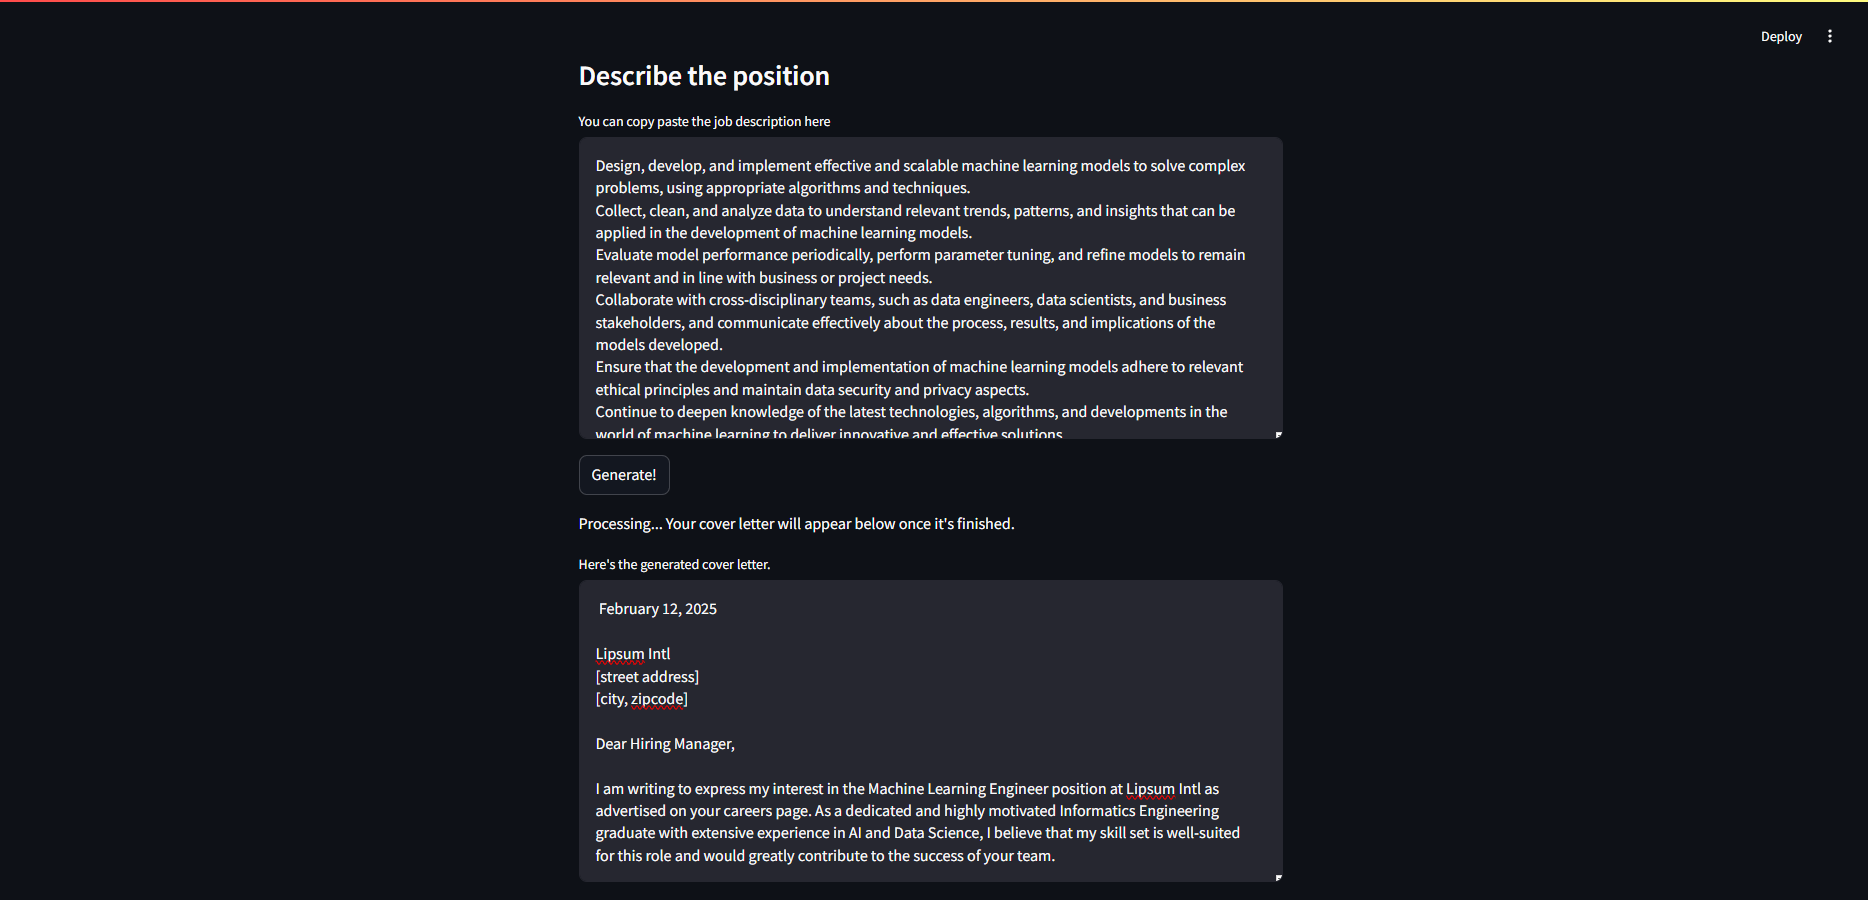 Deploy
Describe the position
You can copy paste the job description here
Design, develop, and implement effective and scalable machine learning models to solve complex
problems, using appropriate algorithms and techniques.
Collect, clean, and analyze data to understand relevant trends, patterns, and insights that can be
applied in the development of machine learning models.
Evaluate model performance periodically, perform parameter tuning, and refine models to remain
relevant and in line with business or project needs.
Collaborate with cross-disciplinary teams, such as data engineers, data scientists, and business
stakeholders, and communicate effectively about the process, results, and implications of the
models developed.
Ensure that the development and implementation of machine learning models adhere to relevant
ethical principles and maintain data security and privacy aspects.
Continue to deepen knowledge of the latest technologies, algorithms, and developments in the
world of machine learning to deliver innovative and effective solutions.
Generate!
Processing... Your cover letter will appear below once it's finished.
Here's the generated cover letter.
February 12, 2025
Lipsum Intl
[street address]
[city, zipcode]
Dear Hiring Manager,
I am writing to express my interest in the Machine Learning Engineer position at Lipsum Intl as
advertised on your careers page. As a dedicated and highly motivated Informatics Engineering
graduate with extensive experience in AI and Data Science, I believe that my skill set is well-suited
for this role and would greatly contribute to the success of your team.